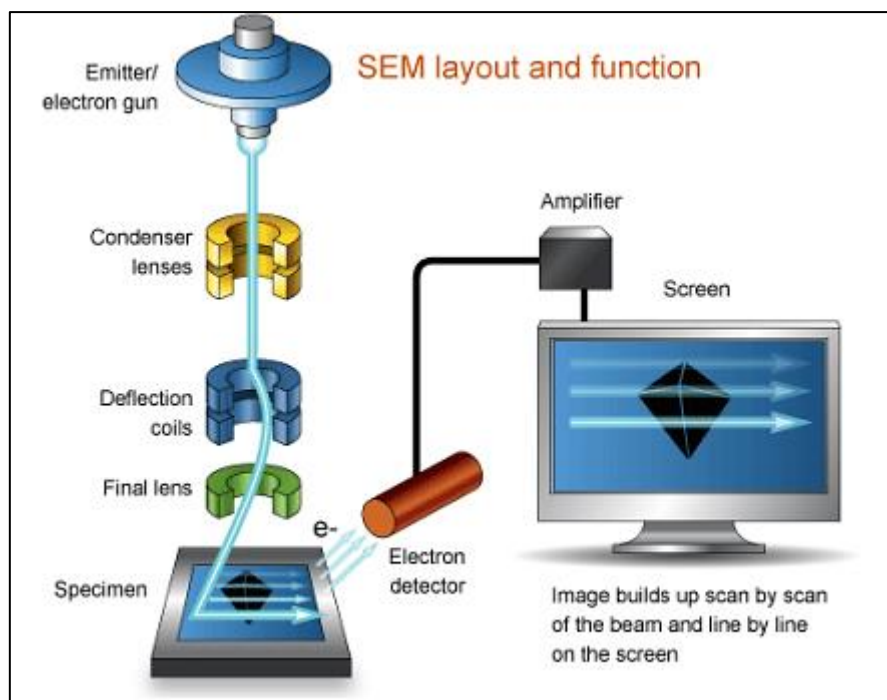 SEM layout and function
Emitter/
electron gun
Condenser
lenses
Deflection
coils
Final lens
Specimen
e-
Electron
detector
Amplifier
Screen
Image builds up scan by scan
of the beam and line by line
on the screen